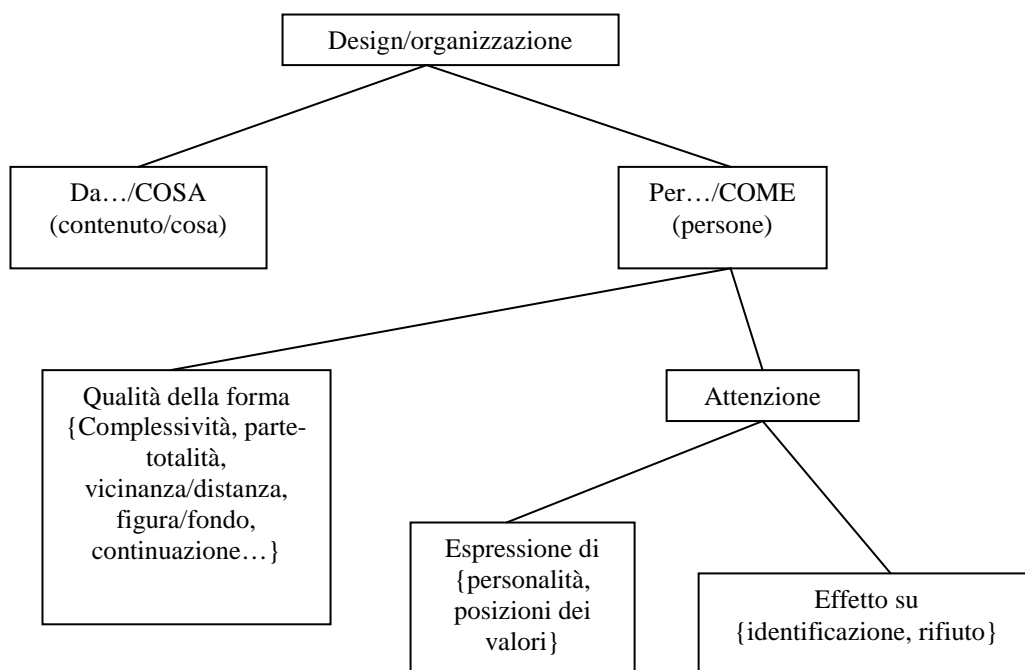 Design/organizzazione
Da…/COSA
(contenuto/cosa)
Per…/COME
(persone)
Qualità della forma
{Complessività, parte-
totalità,
vicinanza/distanza,
figura/fondo,
continuazione…}
Attenzione
Espressione di
{personalità,
posizioni dei
valori}
Effetto su
{identificazione, rifiuto}